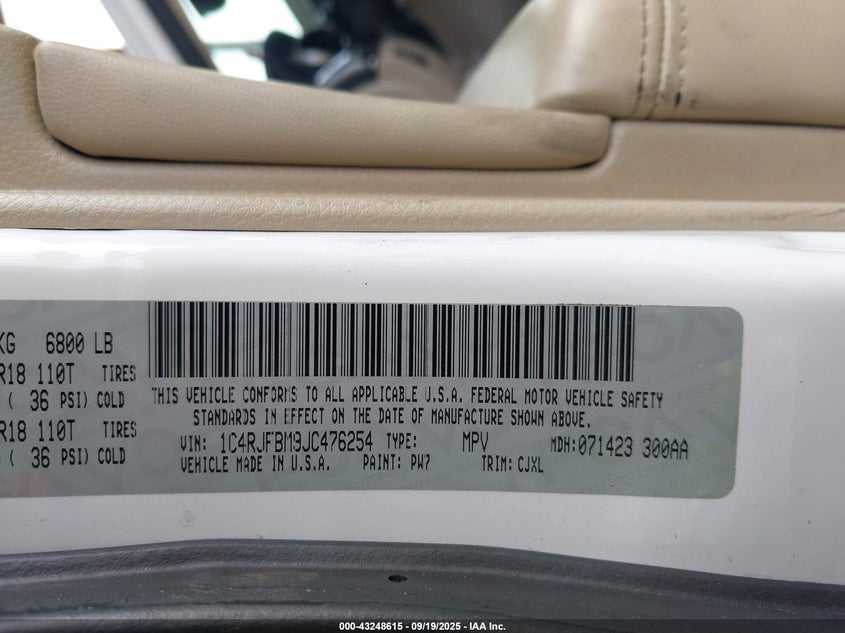 KG 6800 LB
R18 110T TIRES
( 36 PSI) COLD
R18 110T TIRES
( 36 PSI) COLD
THIS VEHICLE CONFORMS TO ALL APPLICABLE U.S.A. FEDERAL MOTOR VEHICLE SAFETY
STANDARDS IN EFFECT ON THE DATE OF MANUFACTURE SHOWN ABOVE.
VIN: 1C4RJFBM9JC476254 TYPE: MPV MDH:071423 300AA
VEHICLE MADE IN U.S.A. PAINT: PW7 TRIM: CJXL
000-43248615 - 09/19/2025 - IAA Inc.